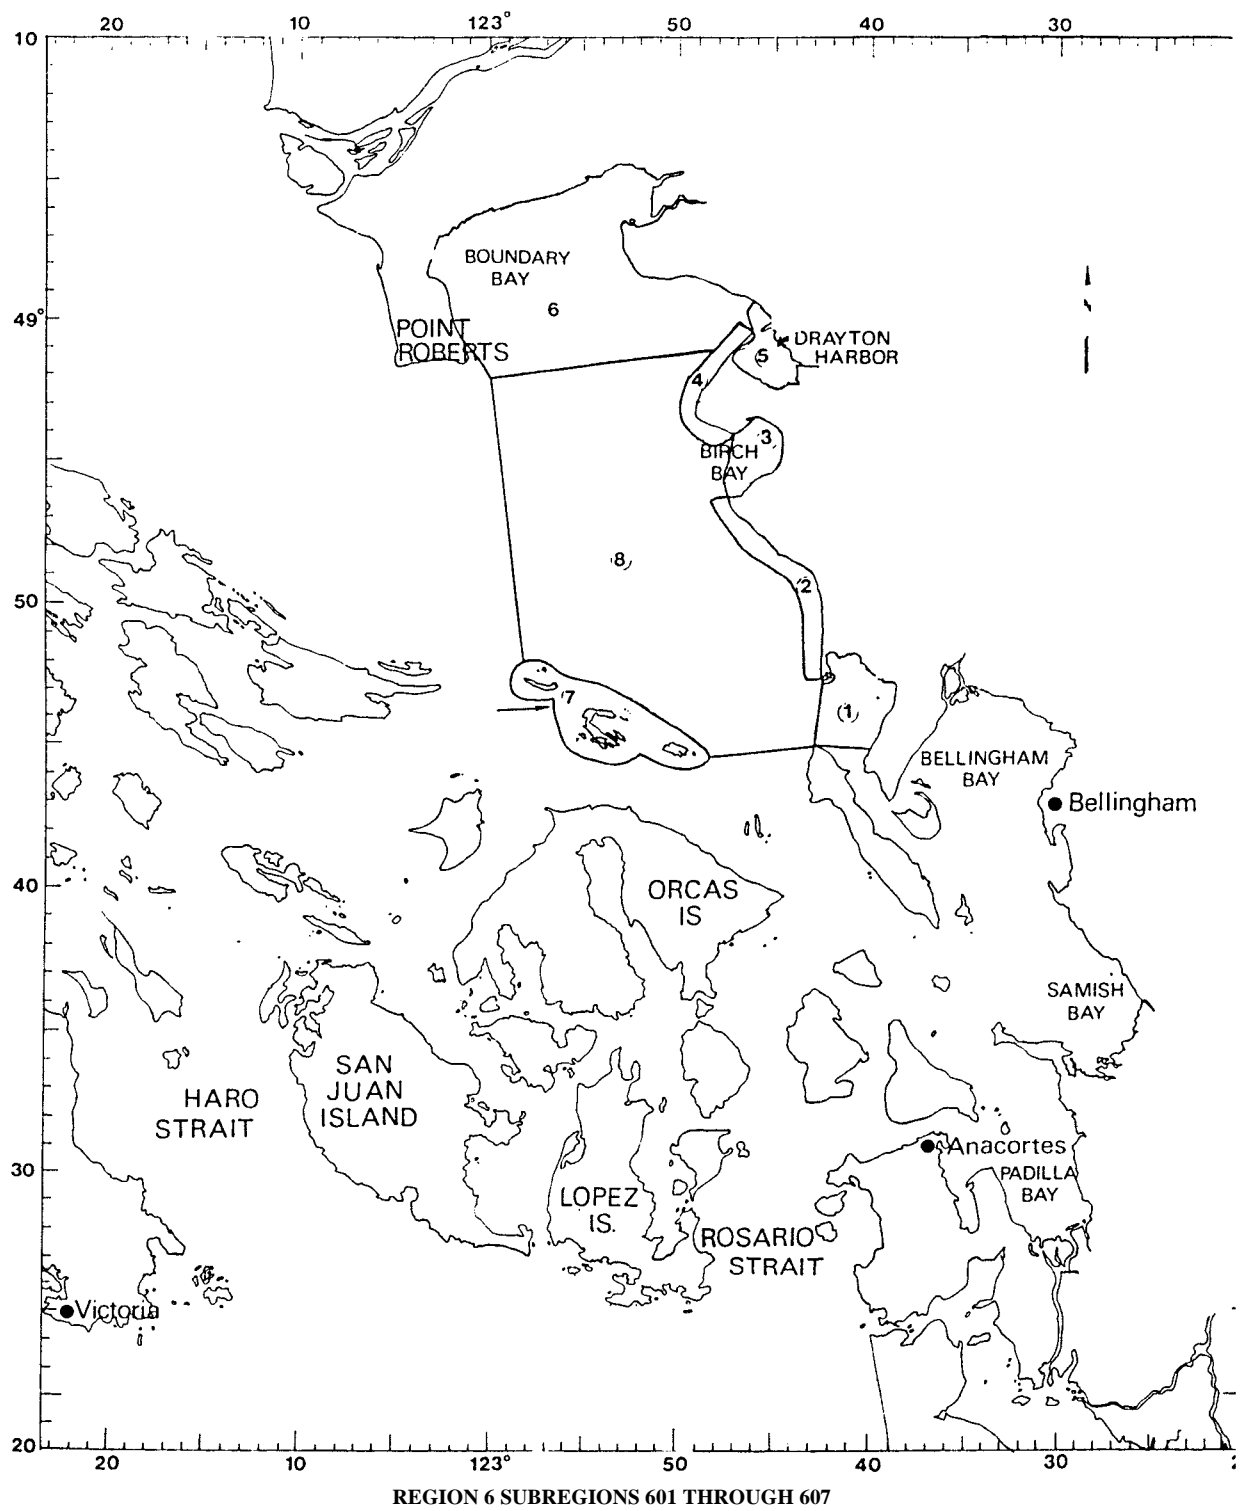 20 10 123° 50 40 30
10
BOUNDARY
BAY
6
49°
POINT
ROBERTS
DRAYTON
HARBOR
5
4
3
BIRCH
BAY
8
2
50
7
1
BELLINGHAM
BAY
Bellingham
40
ORCAS
IS
SAMISH
BAY
SAN
JUAN
ISLAND
HARO
STRAIT
30
Anacortes
PADILLA
BAY
LOPEZ
IS.
ROSARIO
STRAIT
Victoria
20
20 10 123° 50 40 30
REGION 6 SUBREGIONS 601 THROUGH 607